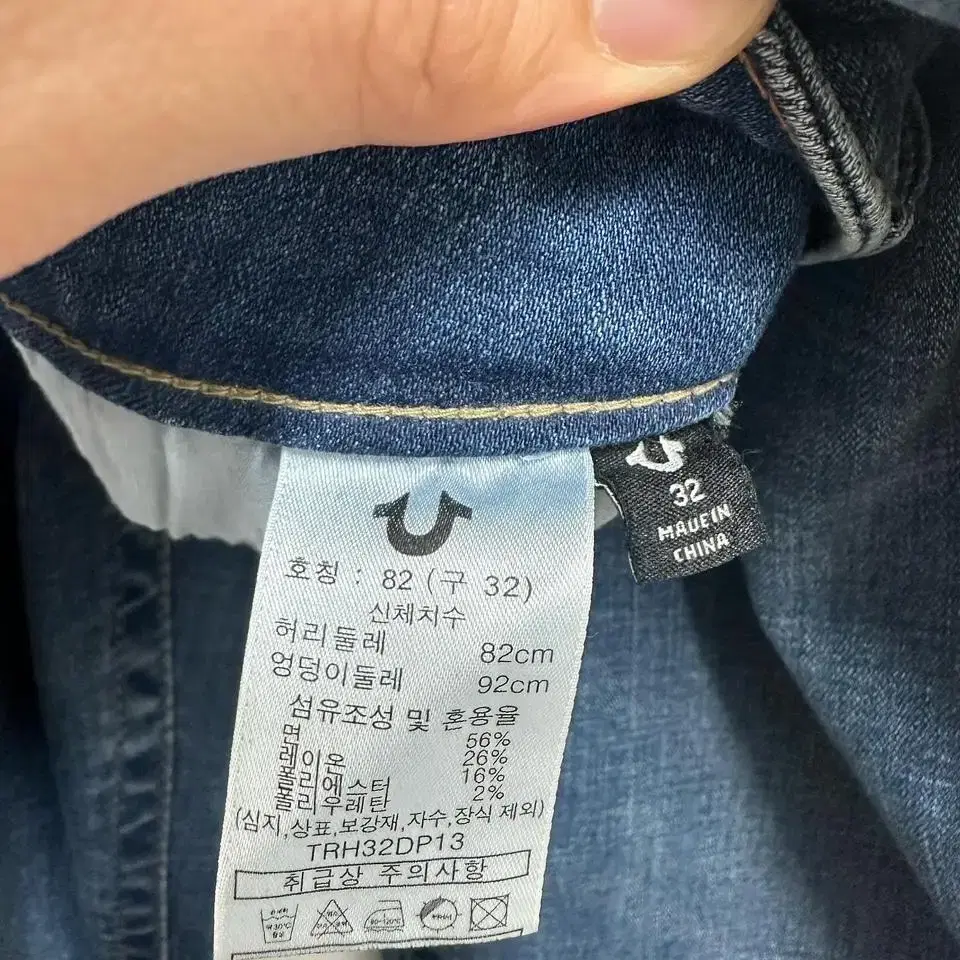 호칭 : 82 (구 32)
신체치수
허리둘레 82cm
엉덩이둘레 92cm
섬유조성 및 혼용율
면 56%
레이온 26%
폴리에스터 16%
폴리우레탄 2%
(심지,상표,보강재,자수,장식 제외)
TRH32DP13
취급상 주의사항
80~120℃
32
MADE IN
CHINA